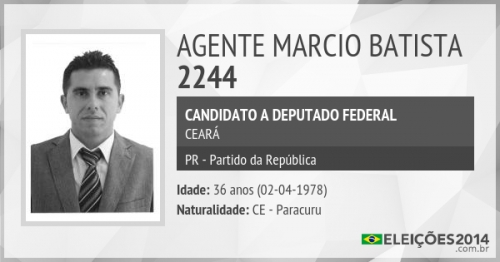 AGENTE MARCIO BATISTA
2244
CANDIDATO A DEPUTADO FEDERAL
CEARÁ
PR - Partido da República
Idade: 36 anos (02-04-1978)
Naturalidade: CE - Paracuru
ELEIÇÕES2014
.com.br